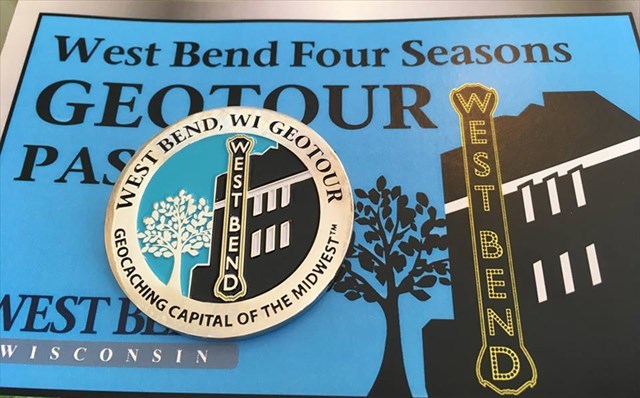 West Bend Four Seasons
GEOTOUR
PAS
WEST BEND, WI GEOTOUR
GEOCACHING CAPITAL OF THE MIDWEST™
WEST BEND
WEST BEND
WEST BE
WISCONSIN